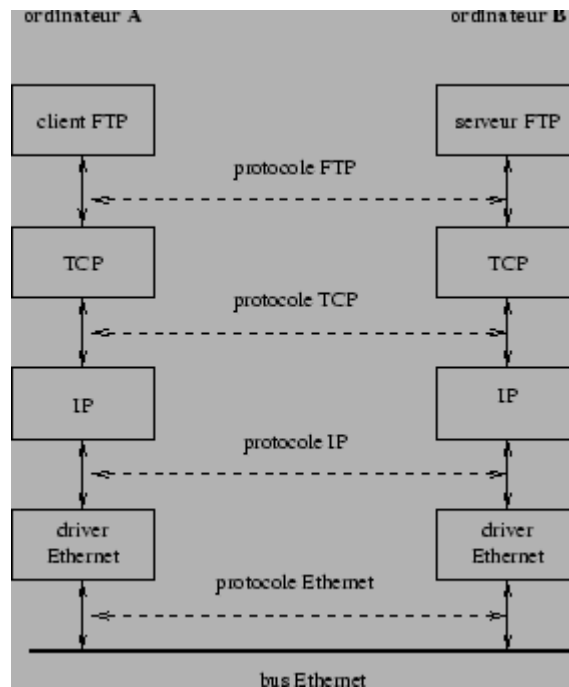 ordinateur A
ordinateur B
client FTP
serveur FTP
protocole FTP
TCP
TCP
protocole TCP
IP
IP
protocole IP
driver
Ethernet
driver
Ethernet
protocole Ethernet
bus Ethernet